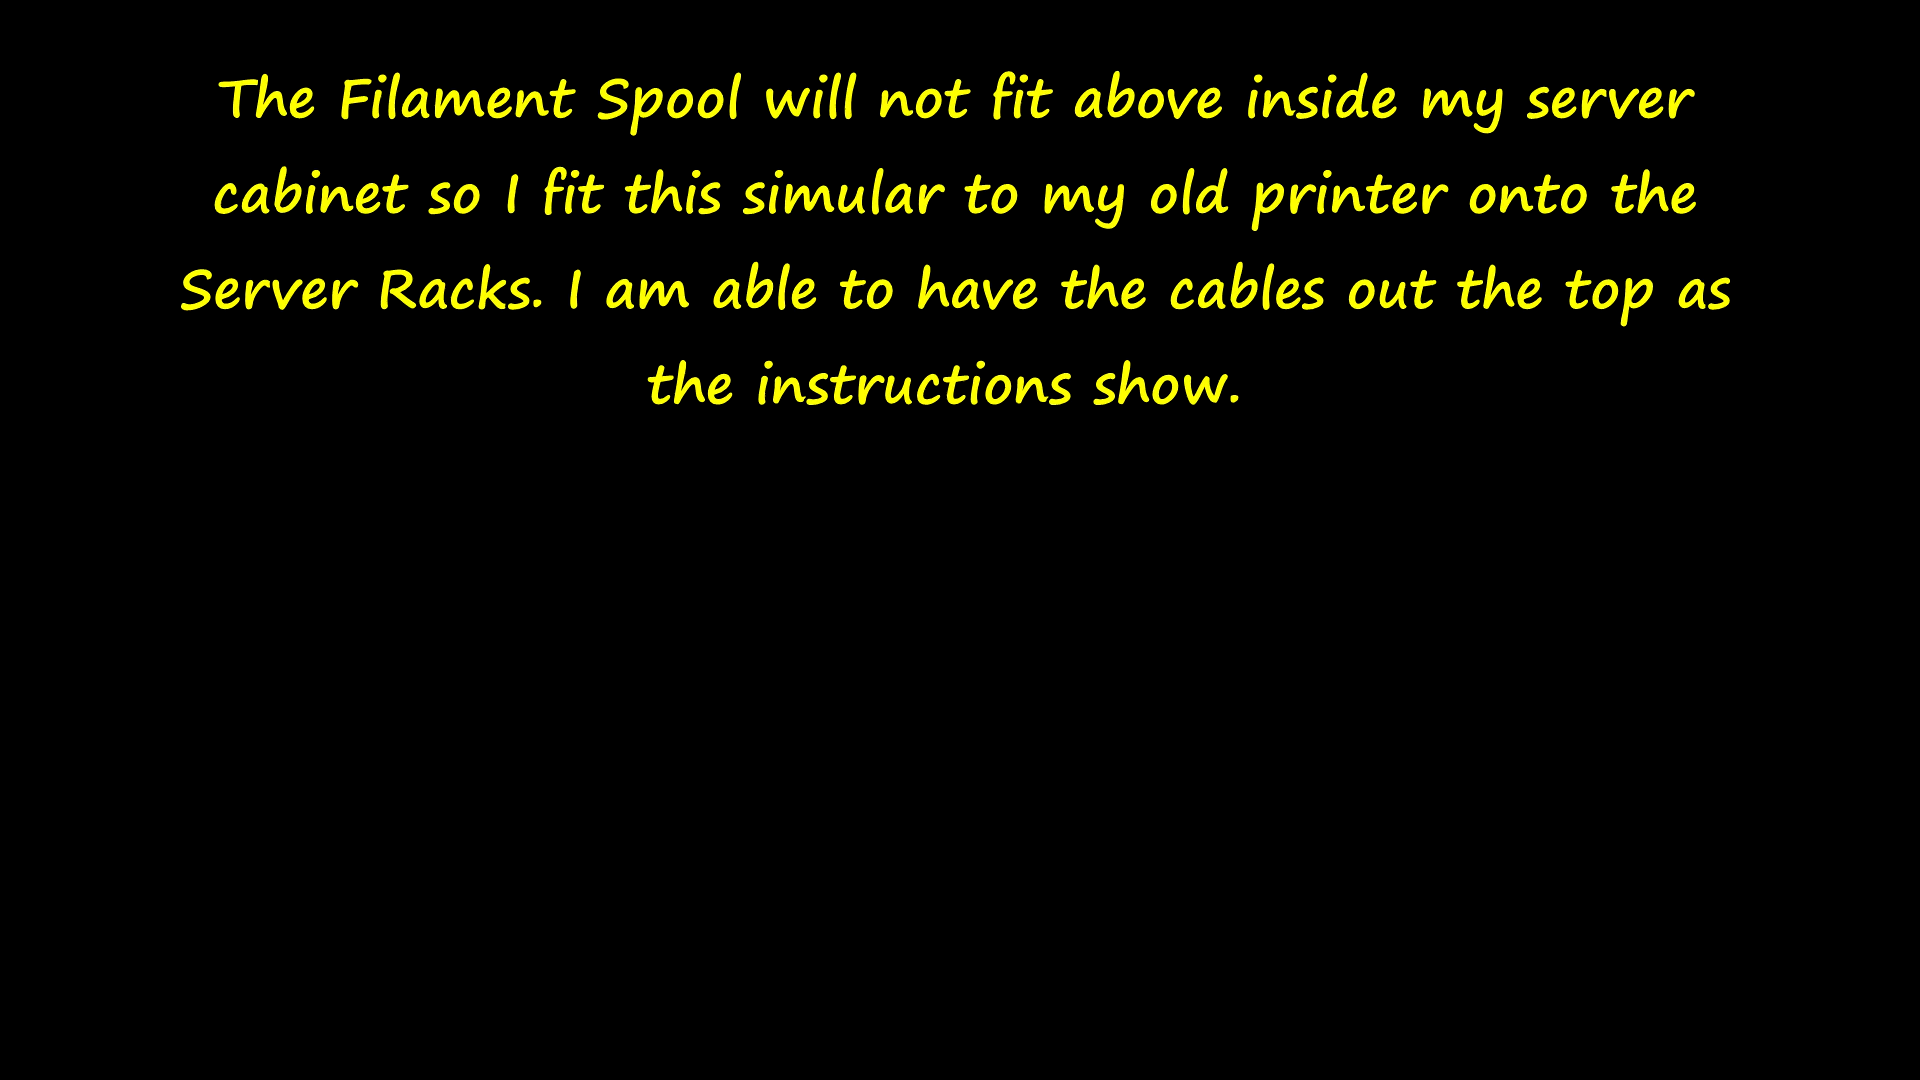 The Filament Spool will not fit above inside my server
cabinet so I fit this simular to my old printer onto the
Server Racks. I am able to have the cables out the top as
the instructions show.